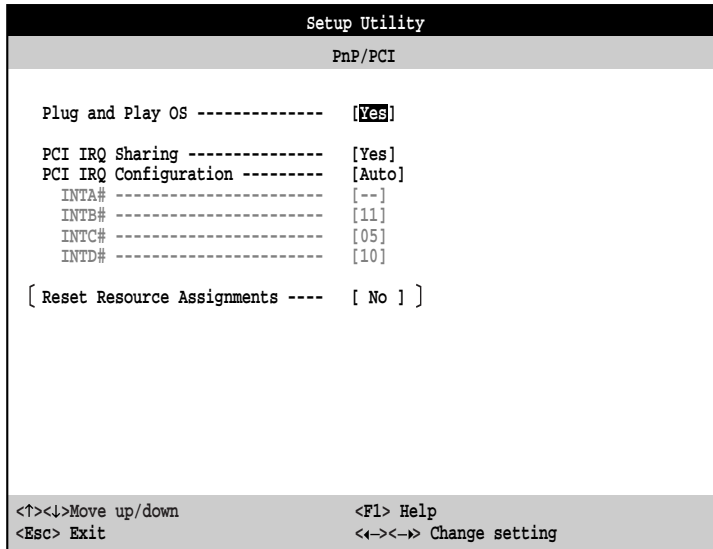 Setup Utility
PnP/PCI
Plug and Play OS -------------- [Yes]
PCI IRQ Sharing --------------- [Yes]
PCI IRQ Configuration --------- [Auto]
INTA# ----------------------- [--]
INTB# ----------------------- [11]
INTC# ----------------------- [05]
INTD# ----------------------- [10]
[ Reset Resource Assignments ---- [ No ] ]
<↑><↓>Move up/down <F1> Help
<Esc> Exit <←><→> Change setting